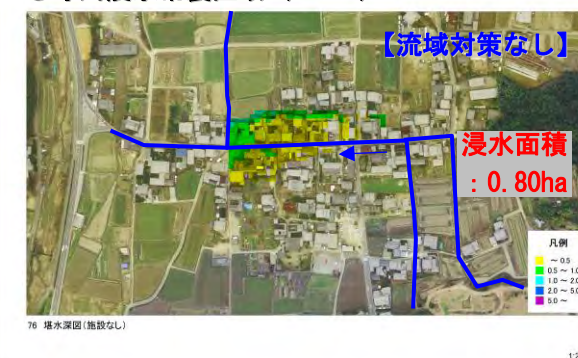 【流域対策なし】
浸水面積
：0.80ha
凡例
～0.5
0.5 ～ 1.0
1.0 ～ 2.0
2.0 ～ 5.0
5.0 ～
76 堪水深図(施設なし)